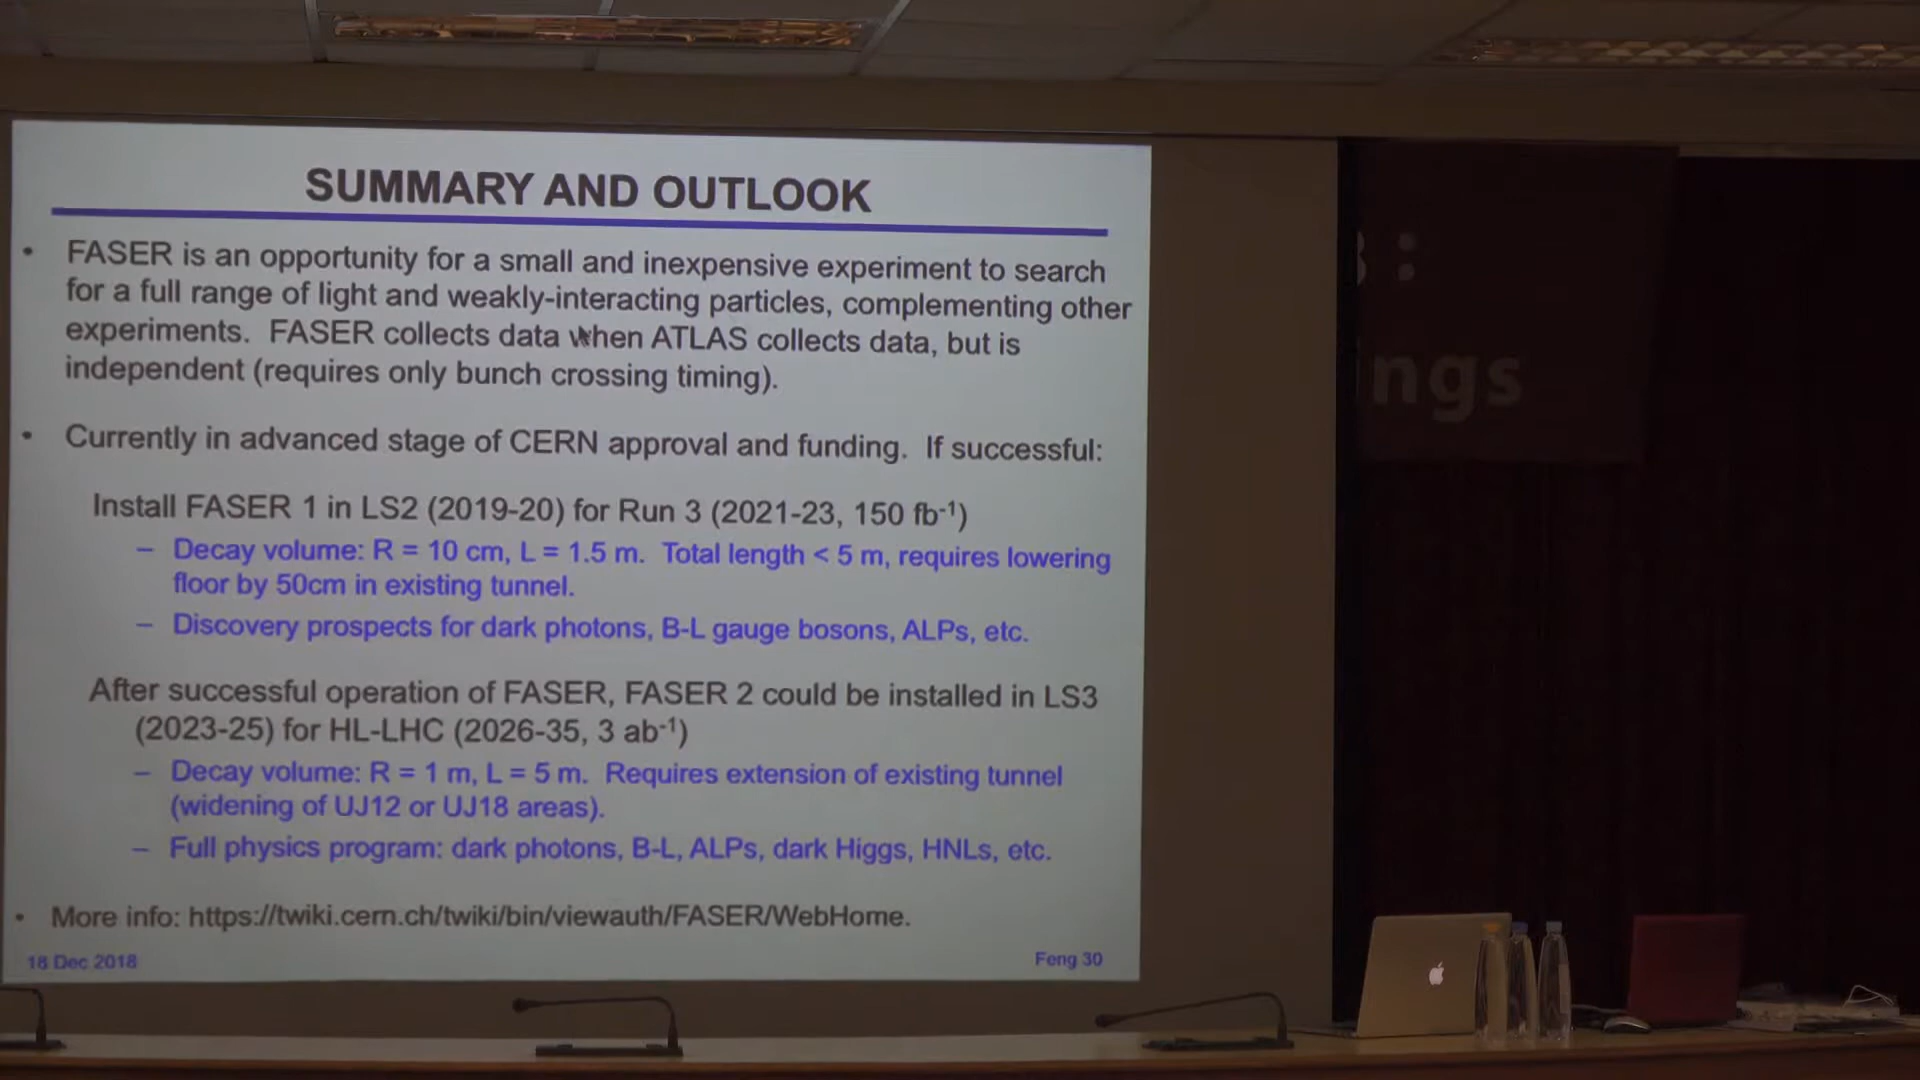 SUMMARY AND OUTLOOK
• FASER is an opportunity for a small and inexpensive experiment to search
for a full range of light and weakly-interacting particles, complementing other
experiments. FASER collects data when ATLAS collects data, but is
independent (requires only bunch crossing timing).
• Currently in advanced stage of CERN approval and funding. If successful:
Install FASER 1 in LS2 (2019-20) for Run 3 (2021-23, 150 fb⁻¹)
– Decay volume: R = 10 cm, L = 1.5 m. Total length < 5 m, requires lowering
floor by 50cm in existing tunnel.
– Discovery prospects for dark photons, B-L gauge bosons, ALPs, etc.
After successful operation of FASER, FASER 2 could be installed in LS3
(2023-25) for HL-LHC (2026-35, 3 ab⁻¹)
– Decay volume: R = 1 m, L = 5 m. Requires extension of existing tunnel
(widening of UJ12 or UJ18 areas).
– Full physics program: dark photons, B-L, ALPs, dark Higgs, HNLs, etc.
• More info: https://twiki.cern.ch/twiki/bin/viewauth/FASER/WebHome.
18 Dec 2018
Feng 30
:
ngs